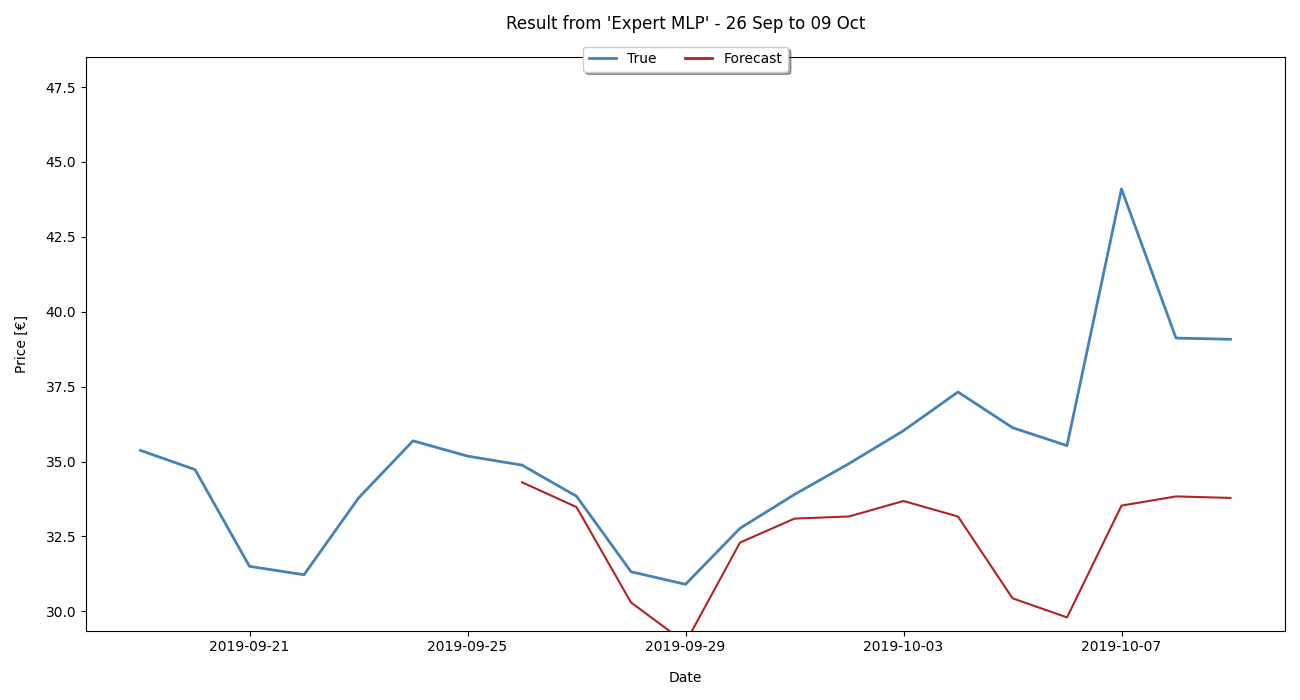 Result from 'Expert MLP' - 26 Sep to 09 Oct
True Forecast
47.5
45.0
42.5
40.0
37.5
35.0
32.5
30.0
Price [€]
2019-09-21 2019-09-25 2019-09-29 2019-10-03 2019-10-07
Date